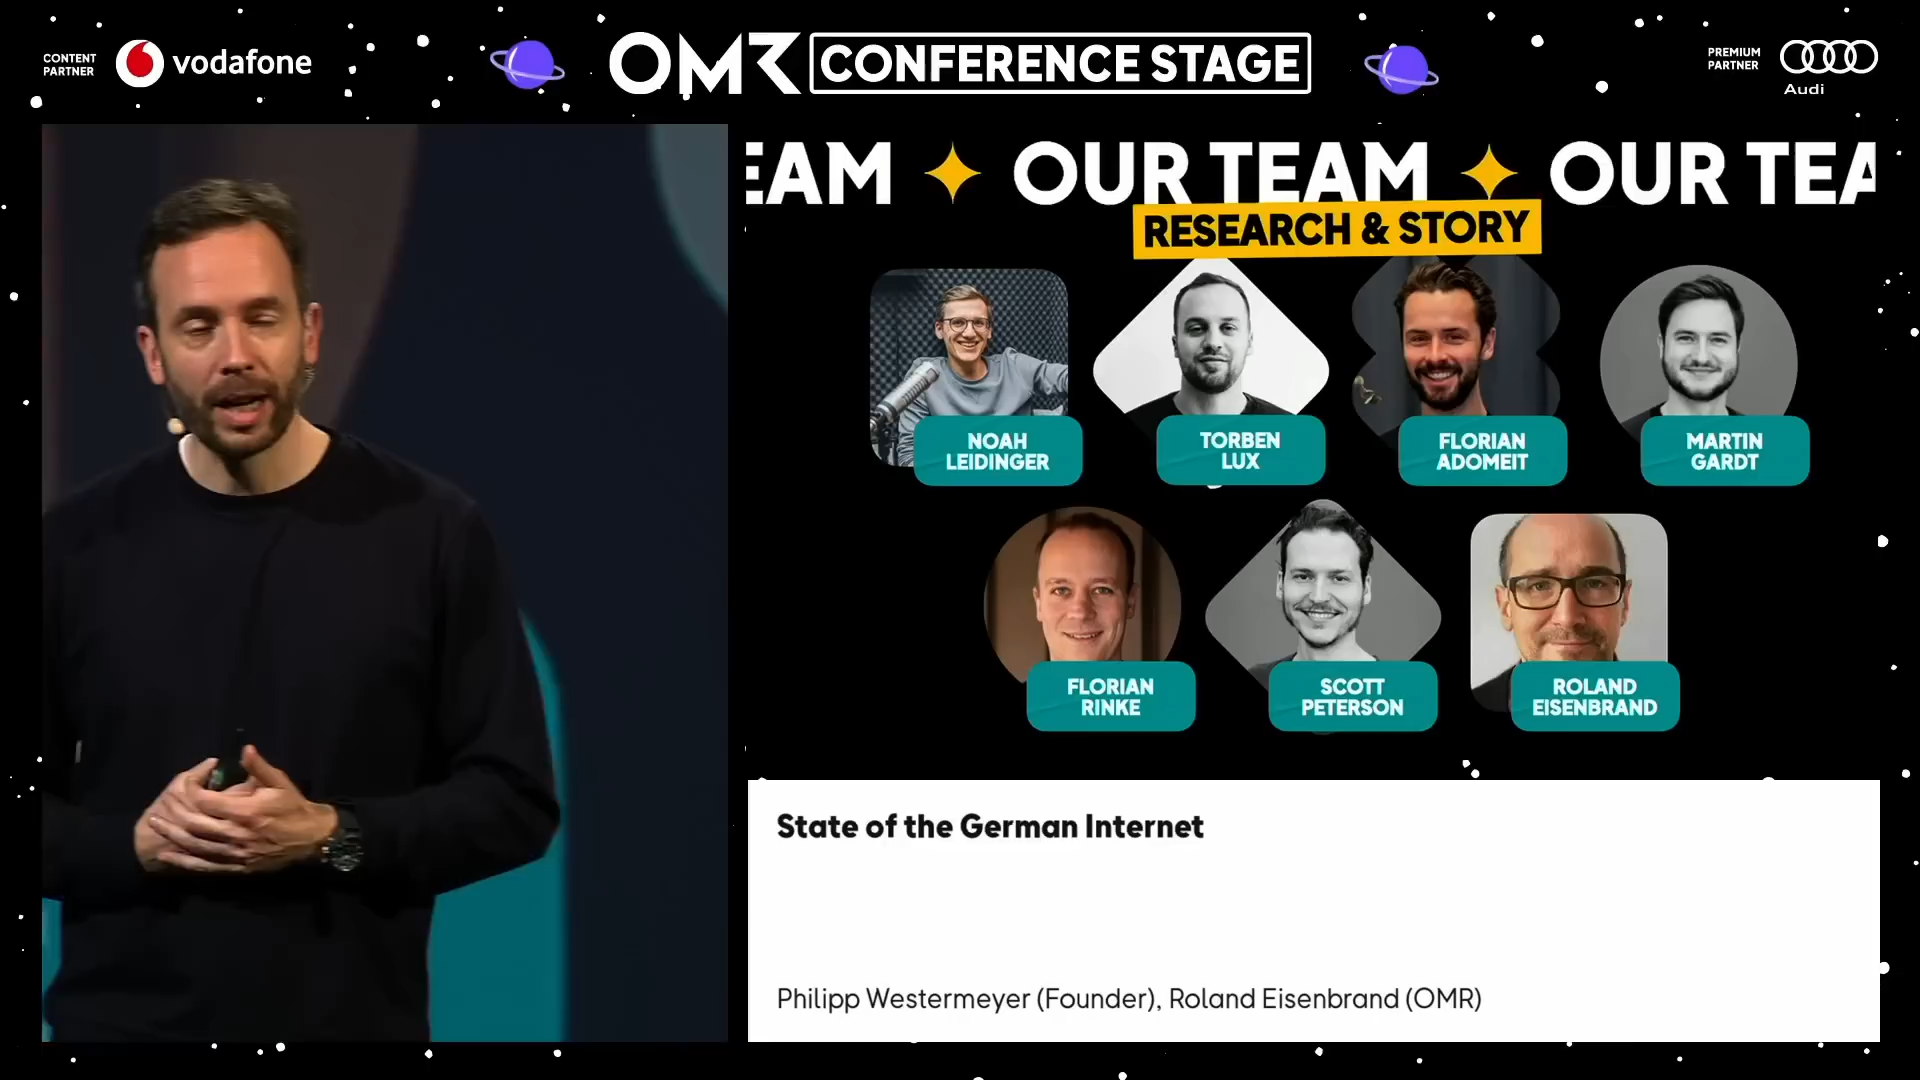 CONTENT
PARTNER
vodafone
OMR CONFERENCE STAGE
PREMIUM
PARTNER
Audi
EAM OUR TEAM OUR TEA
RESEARCH & STORY
NOAH
LEIDINGER
TORBEN
LUX
FLORIAN
ADOMEIT
MARTIN
GARDT
FLORIAN
RINKE
SCOTT
PETERSON
ROLAND
EISENBRAND
State of the German Internet
Philipp Westermeyer (Founder), Roland Eisenbrand (OMR)